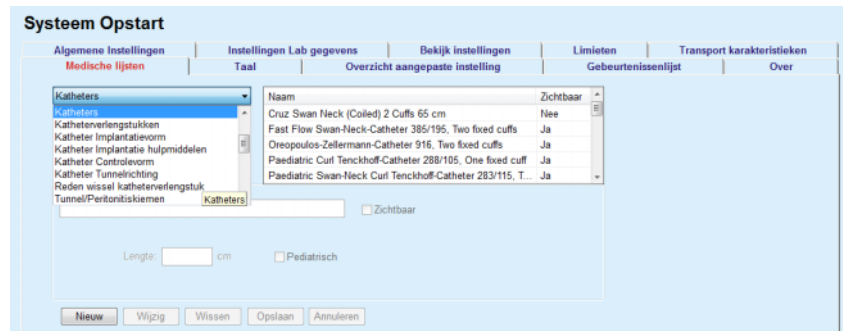 Systeem Opstart
Algemene Instellingen Instellingen Lab gegevens Bekijk instellingen Limieten Transport karakteristieken
Medische lijsten Taal Overzicht aangepaste instelling Gebeurtenissenlijst Over
Katheters
Katheters
Katheterverlengstukken
Katheter Implantatievorm
Katheter Implantatie hulpmiddelen
Katheter Controlevorm
Katheter Tunnelrichting
Reden wissel katheterverlengstuk
Tunnel/Peritonitiskiemen
Katheters
Naam Zichtbaar
Cruz Swan Neck (Coiled) 2 Cuffs 65 cm Nee
Fast Flow Swan-Neck-Catheter 385/195, Two fixed cuffs Ja
Oreopoulos-Zellermann-Catheter 916, Two fixed cuffs Ja
Paediatric Curl Tenckhoff-Catheter 288/105, One fixed cuff Ja
Paediatric Swan-Neck Curl Tenckhoff-Catheter 283/115, T... Ja
Zichtbaar
Lengte: cm Pediatrisch
Nieuw Wijzig Wissen Opslaan Annuleren